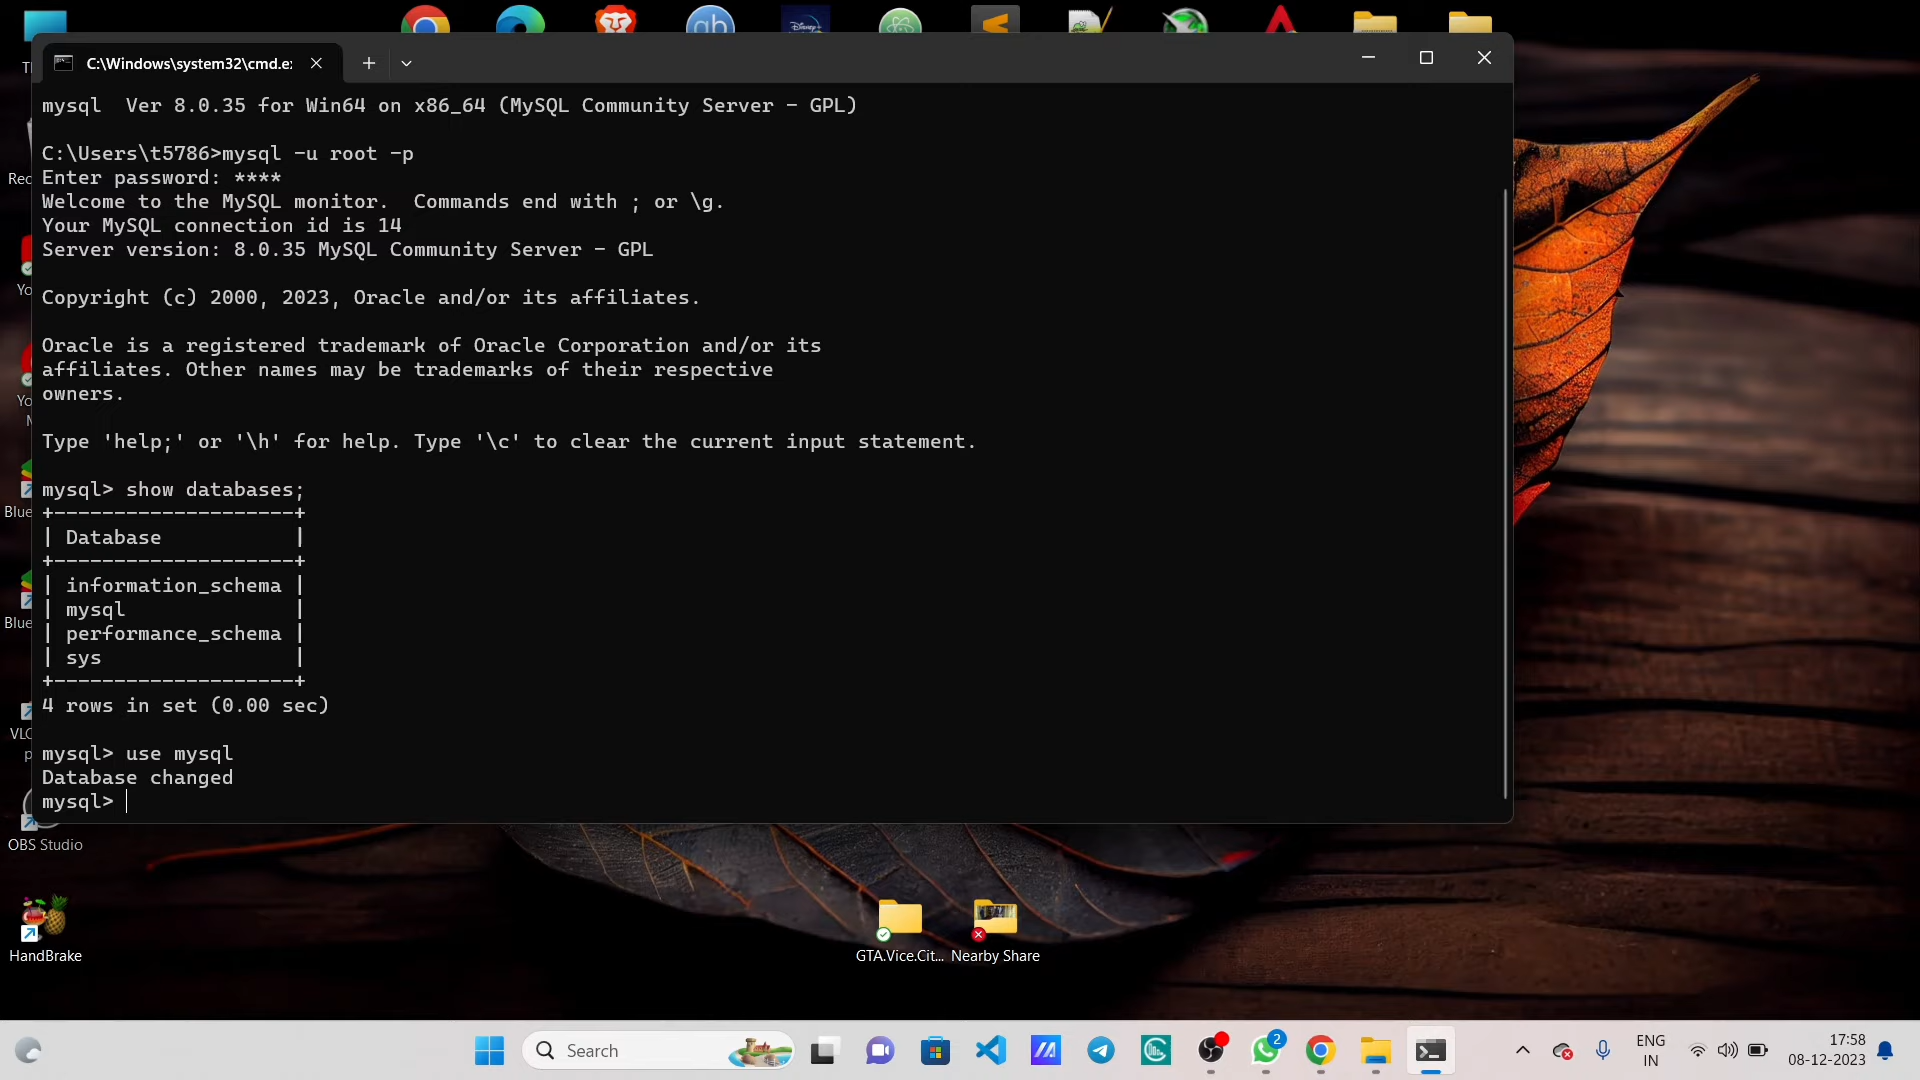 C:\Windows\system32\cmd.e
mysql  Ver 8.0.35 for Win64 on x86_64 (MySQL Community Server - GPL)
C:\Users\t5786>mysql -u root -p
Enter password: ****
Welcome to the MySQL monitor.  Commands end with ; or \g.
Your MySQL connection id is 14
Server version: 8.0.35 MySQL Community Server - GPL
Copyright (c) 2000, 2023, Oracle and/or its affiliates.
Oracle is a registered trademark of Oracle Corporation and/or its
affiliates. Other names may be trademarks of their respective
owners.
Type 'help;' or '\h' for help. Type '\c' to clear the current input statement.
mysql> show databases;
+--------------------+
| Database           |
+--------------------+
| information_schema |
| mysql              |
| performance_schema |
| sys                |
+--------------------+
4 rows in set (0.00 sec)
mysql> use mysql
Database changed
mysql>
Rec
Yo
Yo
Blue
Blue
VLC
p
OBS Studio
HandBrake
GTA.Vice.Cit...
Nearby Share
Search
2
ENG
IN
17:58
08-12-2023